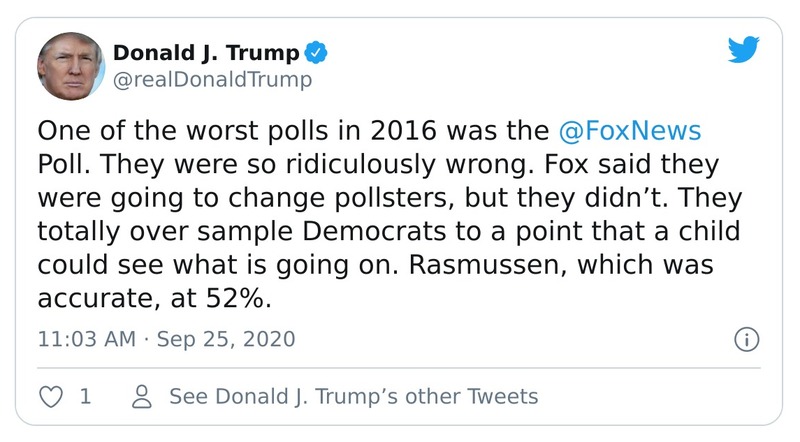 Donald J. Trump
@realDonaldTrump
One of the worst polls in 2016 was the @FoxNews
Poll. They were so ridiculously wrong. Fox said they
were going to change pollsters, but they didn’t. They
totally over sample Democrats to a point that a child
could see what is going on. Rasmussen, which was
accurate, at 52%.
11:03 AM · Sep 25, 2020
1 See Donald J. Trump’s other Tweets